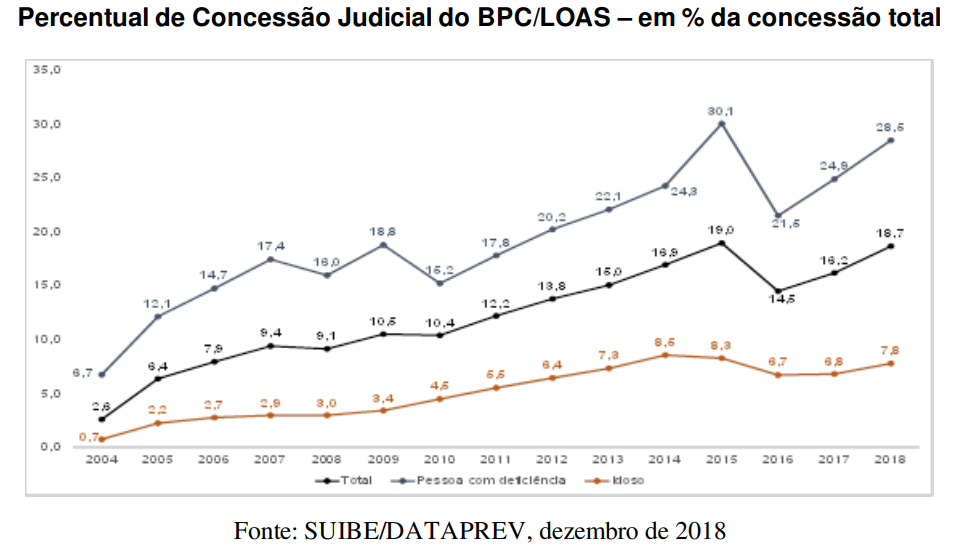 Percentual de Concessão Judicial do BPC/LOAS – em % da concessão total
35,0
30,0
25,0
20,0
15,0
10,0
5,0
0,0
6,7 12,1 14,7 17,4 16,0 18,8 15,2 17,8 20,2 22,1 24,3 30,1 21,5 24,9 28,5
2,6 6,4 7,9 9,4 9,1 10,5 10,4 12,2 13,8 15,0 16,9 19,0 14,5 16,2 18,7
0,7 2,2 2,7 2,9 3,0 3,4 4,5 5,5 6,4 7,3 8,5 8,3 6,7 6,8 7,8
2004 2005 2006 2007 2008 2009 2010 2011 2012 2013 2014 2015 2016 2017 2018
Total Pessoa com deficiência Idoso
Fonte: SUIBE/DATAPREV, dezembro de 2018